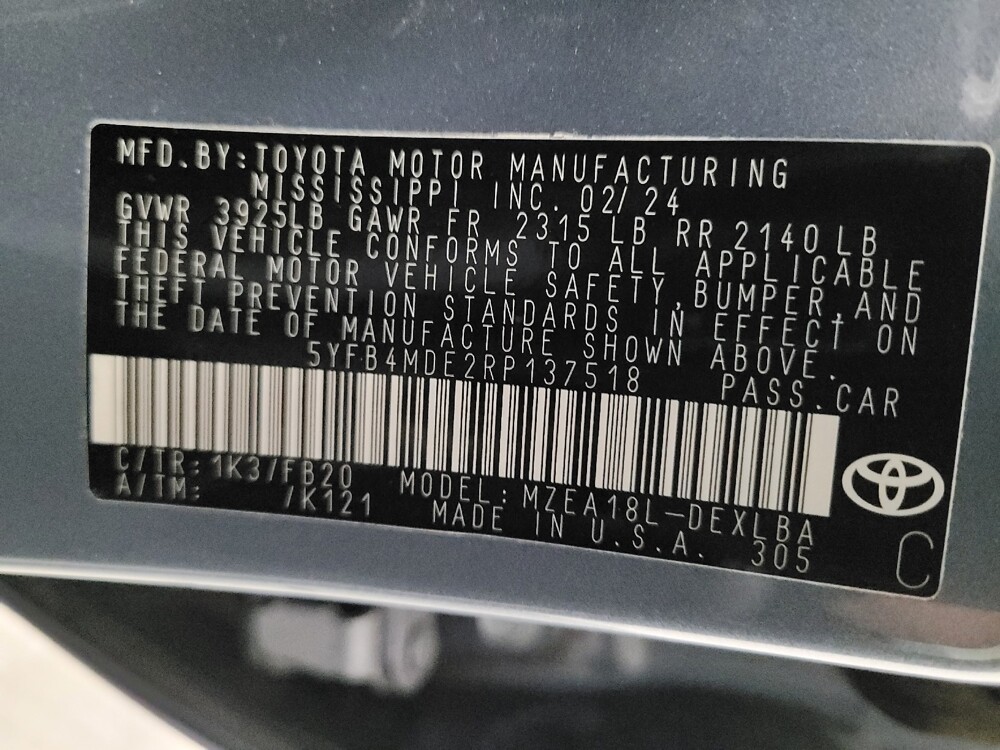 MFD.BY:TOYOTA MOTOR MANUFACTURING
MISSISSIPPI INC. 02/24
GVWR 3925LB GAWR FR 2315 LB RR 2140 LB
THIS VEHICLE CONFORMS TO ALL APPLICABLE
FEDERAL MOTOR VEHICLE SAFETY,BUMPER,AND
THEFT PREVENTION STANDARDS IN EFFECT ON
THE DATE OF MANUFACTURE SHOWN ABOVE.
5YFB4MDE2RP137518 PASS.CAR
C/TR:1K3/FB20 MODEL:MZEA18L-DEXLBA
A/TM: /K121 MADE IN U.S.A. 305
C